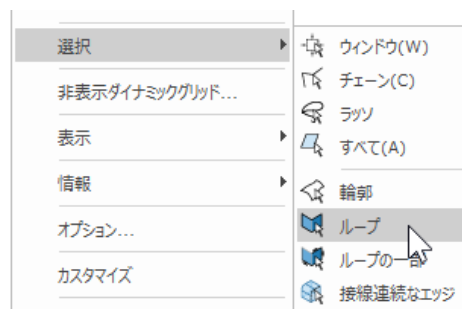 選択
非表示ダイナミックグリッド...
表示
情報
オプション...
カスタマイズ
ウィンドウ(W)
チェーン(C)
ラッソ
すべて(A)
輪郭
ループ
ループの一部
接線連続なエッジ